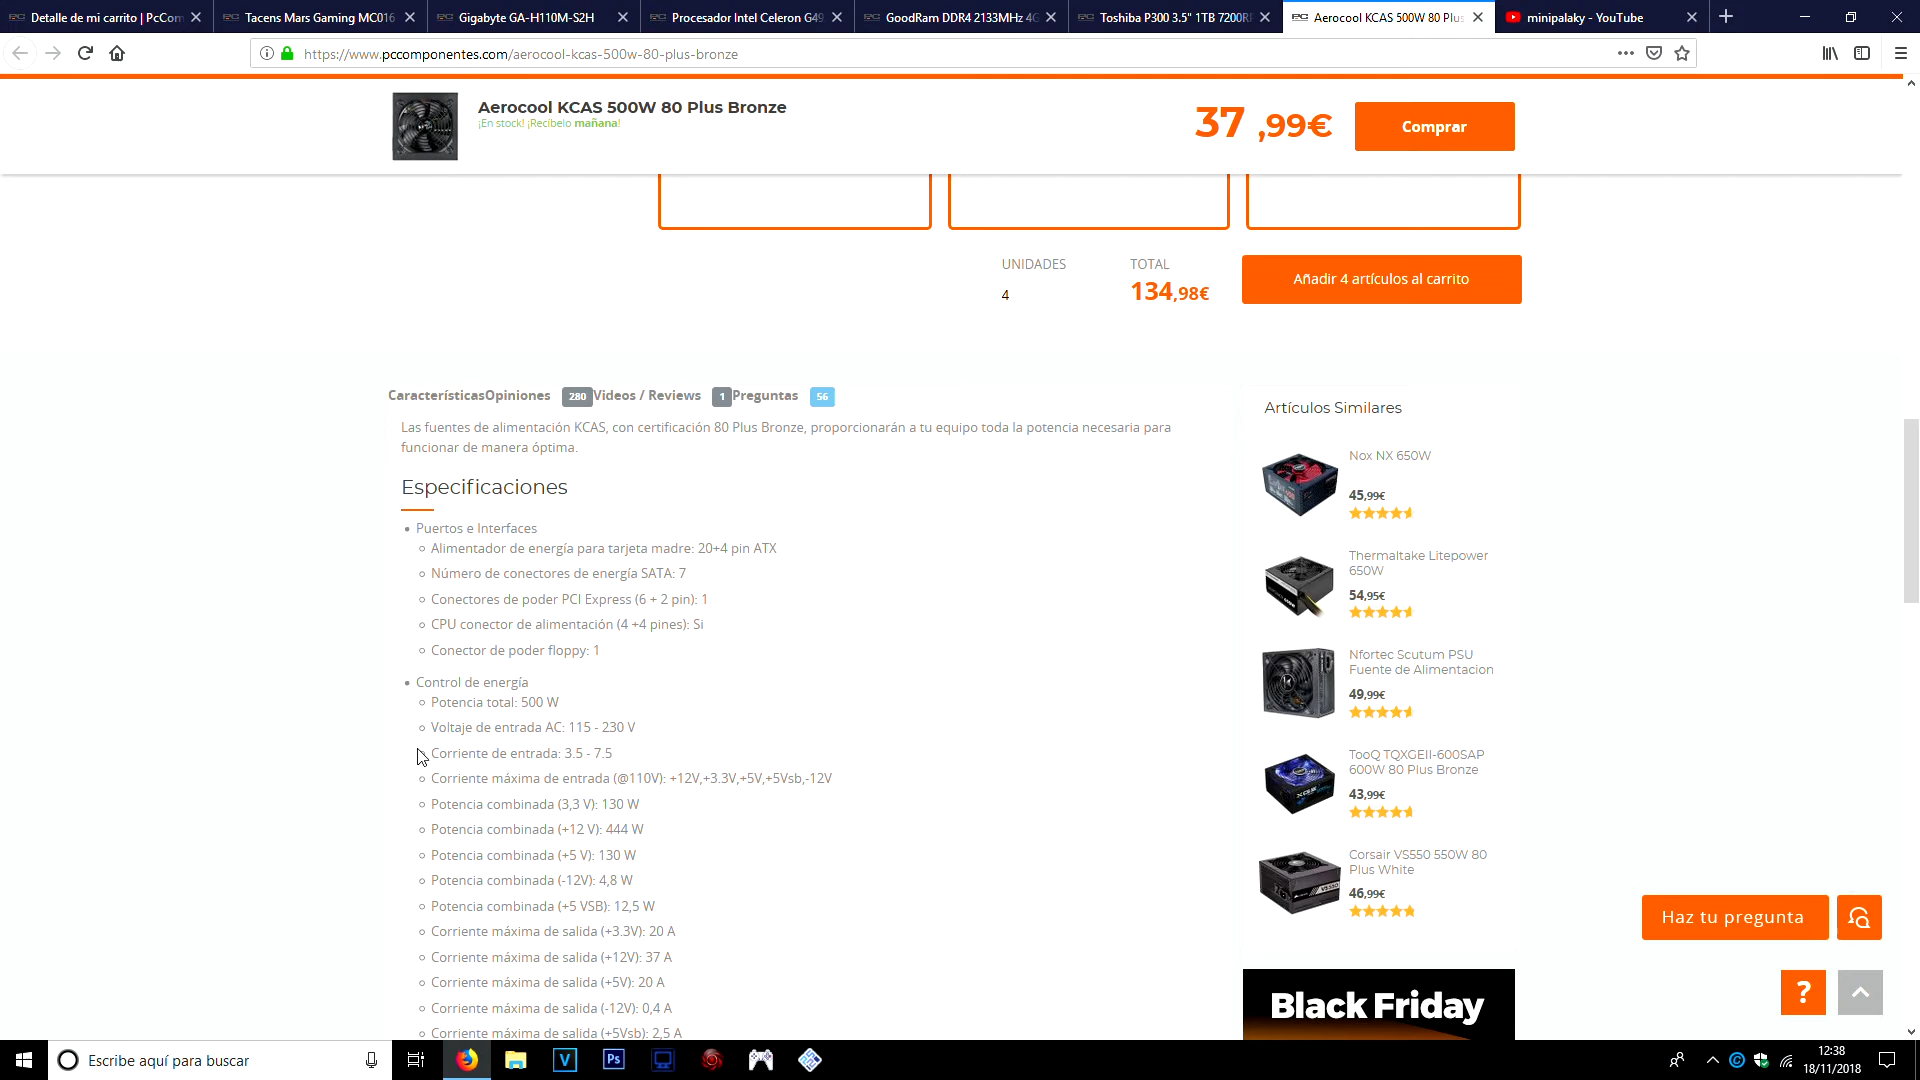 Detalle de mi carrito | PcCom
Tacens Mars Gaming MC016
Gigabyte GA-H110M-S2H
Procesador Intel Celeron G49
GoodRam DDR4 2133MHz 4G
Toshiba P300 3.5" 1TB 7200R
Aerocool KCAS 500W 80 Plus
minipalaky - YouTube
https://www.pccomponentes.com/aerocool-kcas-500w-80-plus-bronze
Aerocool KCAS 500W 80 Plus Bronze
¡En stock! ¡Recíbelo mañana!
37,99€
Comprar
UNIDADES
TOTAL
4
134,98€
Añadir 4 artículos al carrito
CaracterísticasOpiniones 280 Videos / Reviews 1 Preguntas 56
Las fuentes de alimentación KCAS, con certificación 80 Plus Bronze, proporcionarán a tu equipo toda la potencia necesaria para
funcionar de manera óptima.
Especificaciones
Puertos e Interfaces
Alimentador de energía para tarjeta madre: 20+4 pin ATX
Número de conectores de energía SATA: 7
Conectores de poder PCI Express (6 + 2 pin): 1
CPU conector de alimentación (4 +4 pines): Si
Conector de poder floppy: 1
Control de energía
Potencia total: 500 W
Voltaje de entrada AC: 115 - 230 V
Corriente de entrada: 3.5 - 7.5
Corriente máxima de entrada (@110V): +12V,+3.3V,+5V,+5Vsb,-12V
Potencia combinada (3,3 V): 130 W
Potencia combinada (+12 V): 444 W
Potencia combinada (+5 V): 130 W
Potencia combinada (-12V): 4,8 W
Potencia combinada (+5 VSB): 12,5 W
Corriente máxima de salida (+3.3V): 20 A
Corriente máxima de salida (+12V): 37 A
Corriente máxima de salida (+5V): 20 A
Corriente máxima de salida (-12V): 0,4 A
Corriente máxima de salida (+5Vsb): 2,5 A
Artículos Similares
Nox NX 650W
45,99€
Thermaltake Litepower
650W
54,95€
Nfortec Scutum PSU
Fuente de Alimentacion
49,99€
TooQ TQXGEII-600SAP
600W 80 Plus Bronze
43,99€
Corsair VS550 550W 80
Plus White
46,99€
Black Friday
Haz tu pregunta
?
Escribe aquí para buscar
V
Ps
12:38
18/11/2018